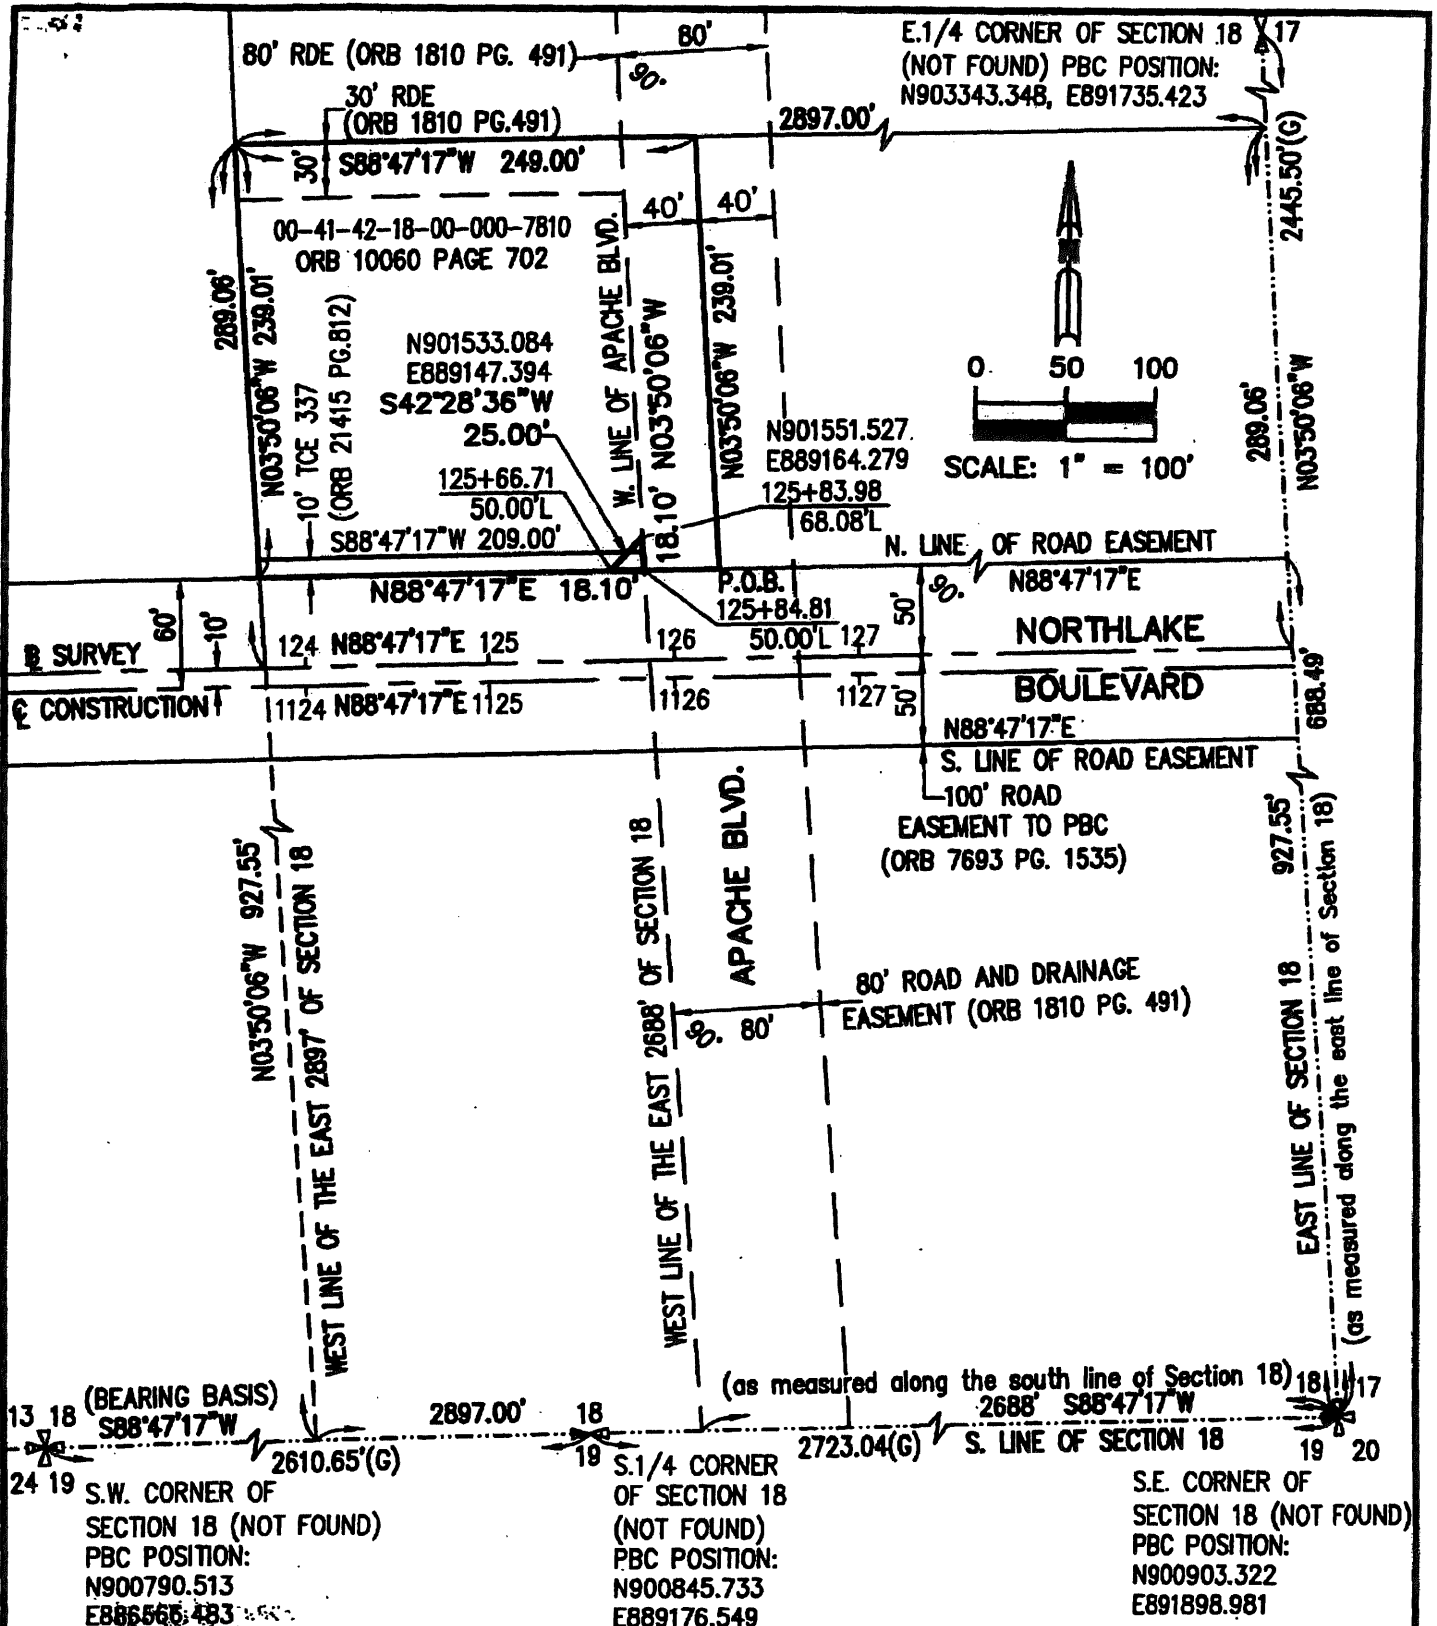 80' RDE (ORB 1810 PG. 491)
80'
90°
E.1/4 CORNER OF SECTION 18
17
(NOT FOUND) PBC POSITION:
N903343.348, E891735.423
30' RDE
(ORB 1810 PG.491)
30'
S88°47'17"W 249.00'
2897.00'
2445.50'(G)
40'
40'
00-41-42-18-00-000-7810
ORB 10060 PAGE 702
289.06'
N03°50'06"W 239.01'
10' TCE 337
(ORB 21415 PG.812)
N901533.084
E889147.394
S42°28'36"W
25.00'
W. LINE OF APACHE BLVD.
18.10' N03°50'06"W
N03°50'06"W 239.01'
0 50 100
SCALE: 1" = 100'
289.06'
N03°50'06"W
N901551.527
E889164.279
125+66.71
50.00'L
125+83.98
68.08'L
S88°47'17"W 209.00'
N. LINE OF ROAD EASEMENT
N88°47'17"E 18.10'
P.O.B.
90°
N88°47'17"E
125+84.81
50.00'L
60'
10'
50'
NORTHLAKE
BOULEVARD
B SURVEY
124 N88°47'17"E 125
126
127
℄ CONSTRUCTION
1124 N88°47'17"E 1125
1126
1127
50'
688.49'
N88°47'17"E
S. LINE OF ROAD EASEMENT
100' ROAD
EASEMENT TO PBC
(ORB 7693 PG. 1535)
N03°50'06"W 927.55'
WEST LINE OF THE EAST 2897' OF SECTION 18
WEST LINE OF THE EAST 2688' OF SECTION 18
APACHE BLVD.
80' ROAD AND DRAINAGE
EASEMENT (ORB 1810 PG. 491)
90° 80'
927.55'
EAST LINE OF SECTION 18
(as measured along the east line of Section 18)
(as measured along the south line of Section 18)
18 17
(BEARING BASIS)
13 18
S88°47'17"W
2897.00'
18
2688' S88°47'17"W
24 19
2610.65'(G)
19
2723.04(G)
S. LINE OF SECTION 18
19 20
S.W. CORNER OF
SECTION 18 (NOT FOUND)
PBC POSITION:
N900790.513
E886566.483
S.1/4 CORNER
OF SECTION 18
(NOT FOUND)
PBC POSITION:
N900845.733
E889176.549
S.E. CORNER OF
SECTION 18 (NOT FOUND)
PBC POSITION:
N900903.322
E891898.981